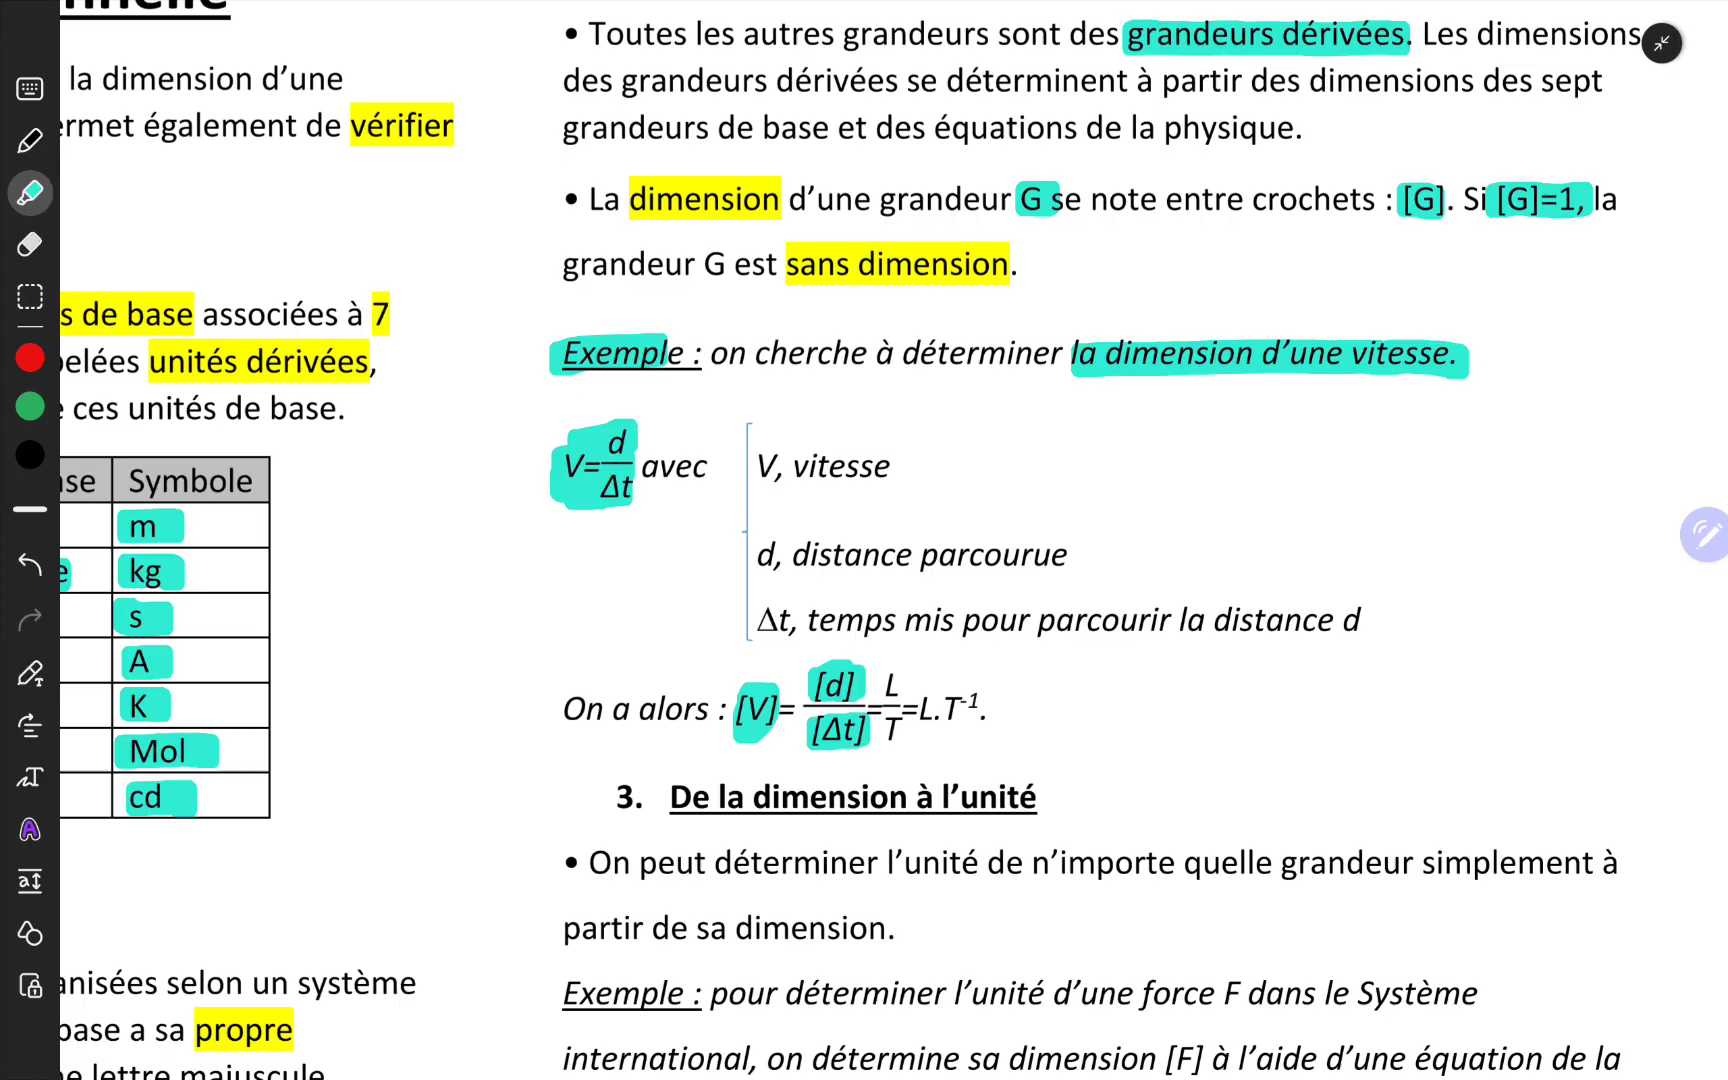 la dimension d’une
ermet également de vérifier
s de base associées à 7
pelées unités dérivées,
e ces unités de base.
ase Symbole
m
e kg
s
A
K
Mol
cd
anisées selon un système
base a sa propre
ne lettre majuscule
• Toutes les autres grandeurs sont des grandeurs dérivées. Les dimensions
des grandeurs dérivées se déterminent à partir des dimensions des sept
grandeurs de base et des équations de la physique.
• La dimension d’une grandeur G se note entre crochets : [G]. Si [G]=1, la
grandeur G est sans dimension.
Exemple : on cherche à déterminer la dimension d’une vitesse.
V=d/Δt avec V, vitesse
d, distance parcourue
Δt, temps mis pour parcourir la distance d
On a alors : [V]= [d]/[Δt]=L/T=L.T⁻¹.
3. De la dimension à l’unité
• On peut déterminer l’unité de n’importe quelle grandeur simplement à
partir de sa dimension.
Exemple : pour déterminer l’unité d’une force F dans le Système
international, on détermine sa dimension [F] à l’aide d’une équation de la